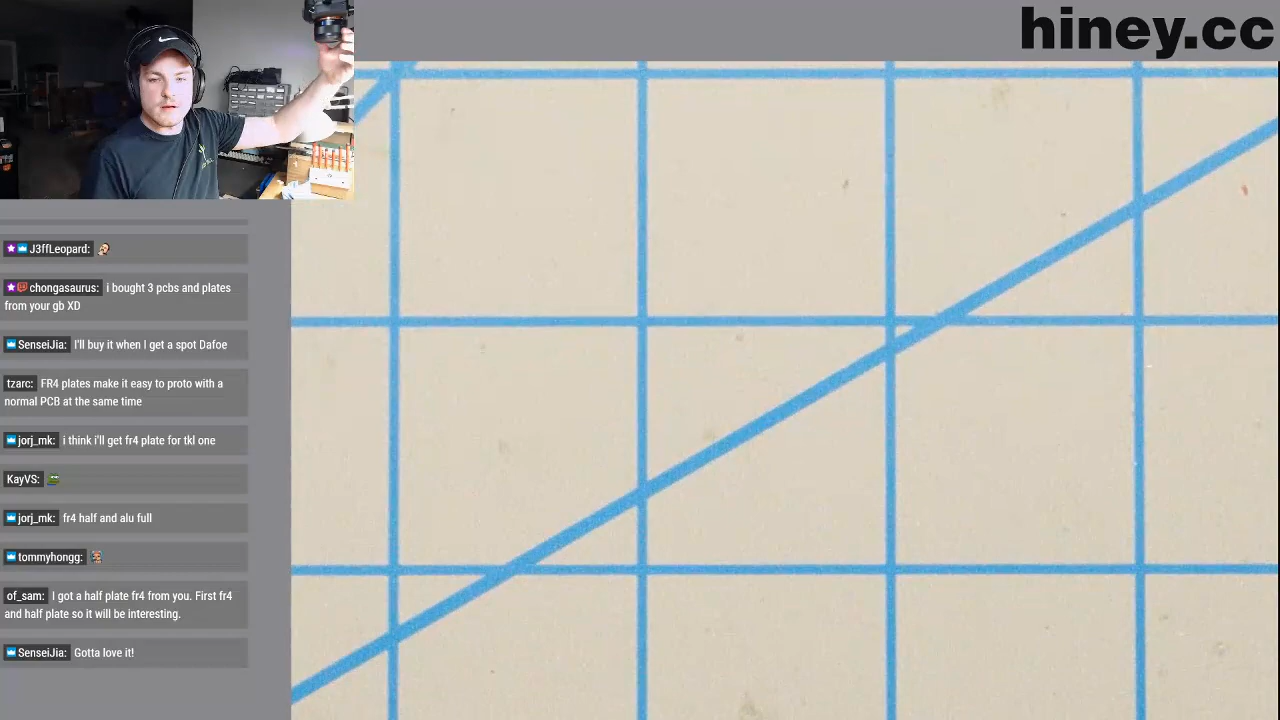 hiney.cc
J3ffLeopard:
chongasaurus: i bought 3 pcbs and plates
from your gb XD
SenseiJia: I'll buy it when I get a spot Dafoe
tzarc: FR4 plates make it easy to proto with a
normal PCB at the same time
jorj_mk: i think i'll get fr4 plate for tkl one
KayVS:
jorj_mk: fr4 half and alu full
tommyhongg:
of_sam: I got a half plate fr4 from you. First fr4
and half plate so it will be interesting.
SenseiJia: Gotta love it!